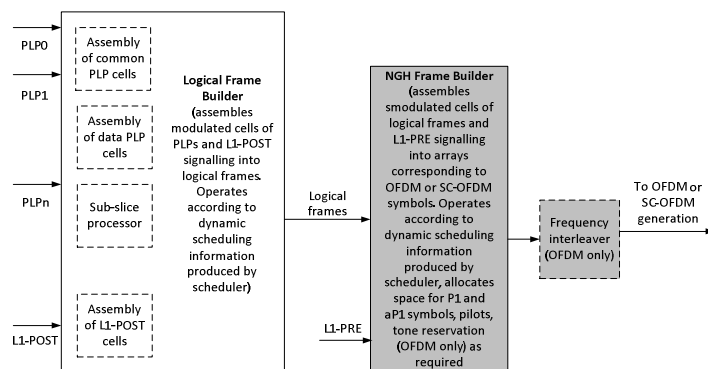 PLP0
PLP1
PLPn
L1-POST
Assembly
of common
PLP cells
Assembly
of data PLP
cells
Sub-slice
processor
Assembly
of L1-POST
cells
Logical Frame
Builder
(assembles
modulated cells of
PLPs and L1-POST
signalling into
logical frames.
Operates
according to
dynamic
scheduling
information
produced by
scheduler)
Logical
frames
L1-PRE
NGH Frame Builder
(assembles
smodulated cells of
logical frames and
L1-PRE signalling
into arrays
corresponding to
OFDM or SC-OFDM
symbols. Operates
according to
dynamic scheduling
information
produced by
scheduler, allocates
space for P1 and
aP1 symbols, pilots,
tone reservation
(OFDM only) as
required
Frequency
interleaver
(OFDM only)
To OFDM or
SC-OFDM
generation